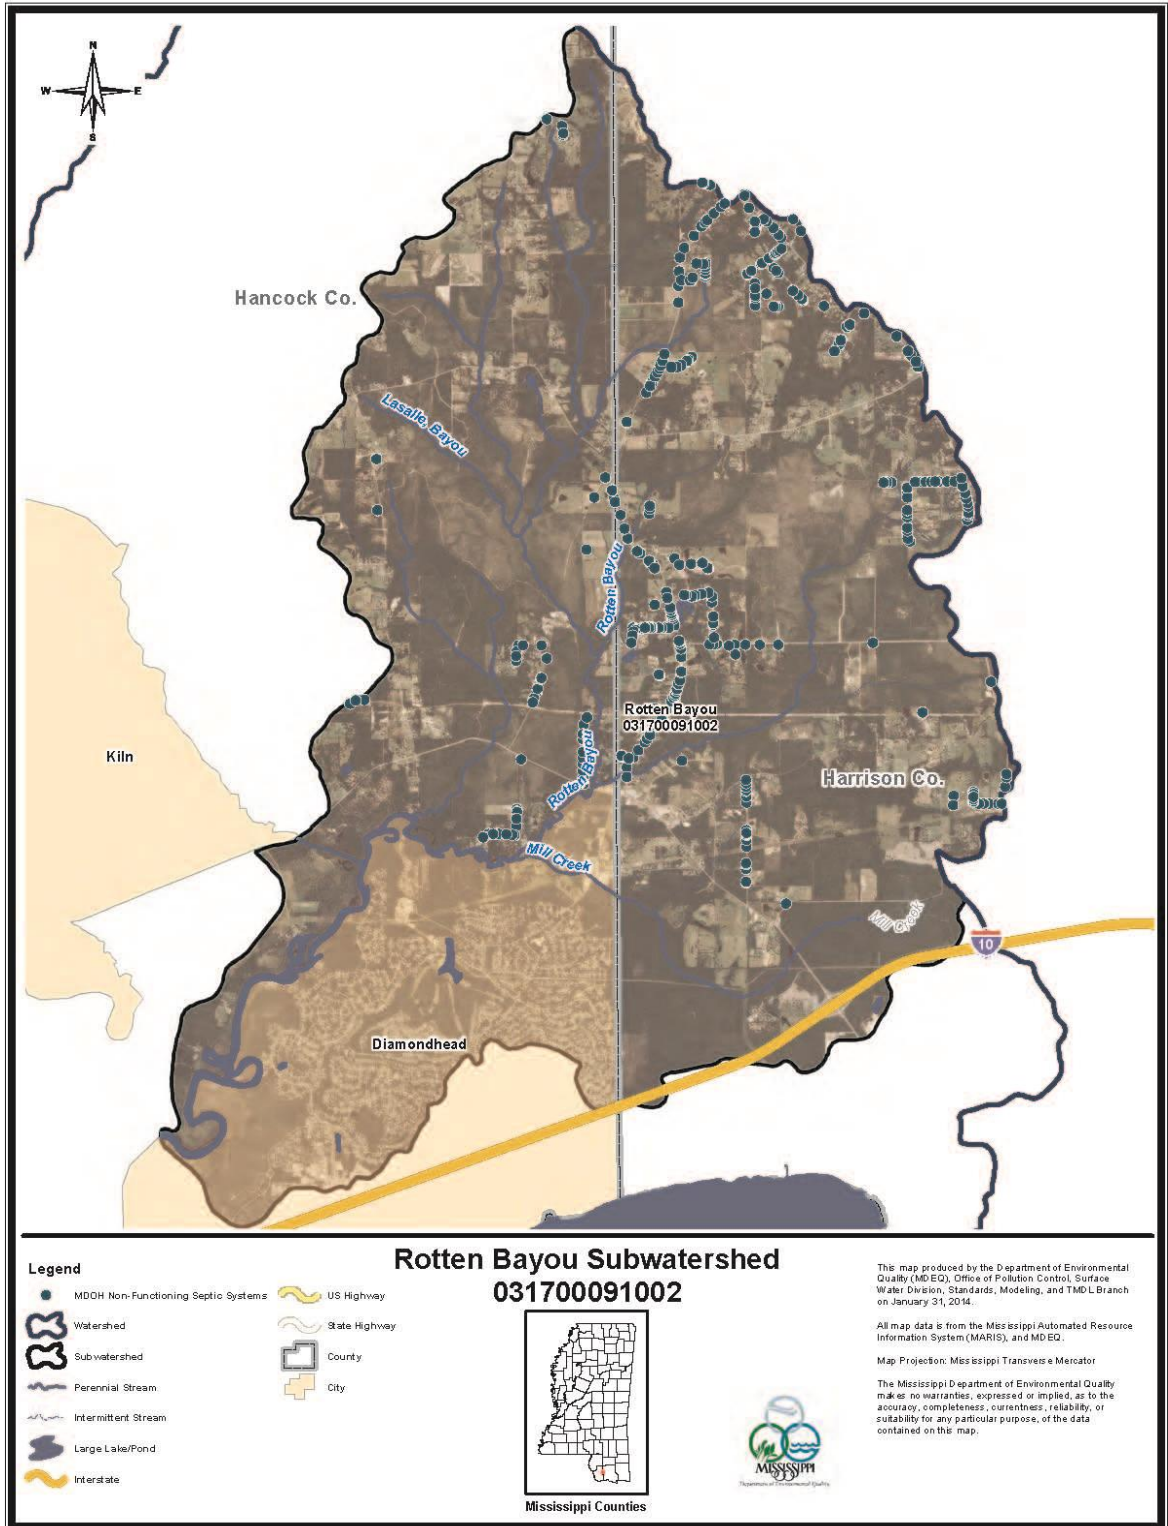 N
W E
S
Hancock Co.
Lasalle, Bayou
Rotten Bayou
Rotten Bayou
031700091002
Kiln
Rotten Bayou
Harrison Co.
Mill Creek
Mill Creek
10
Diamondhead
Rotten Bayou Subwatershed
031700091002
Legend
MDOH Non-Functioning Septic Systems
Watershed
Subwatershed
Perennial Stream
Intermittent Stream
Large Lake/Pond
Interstate
US Highway
State Highway
County
City
Mississippi Counties
This map produced by the Department of Environmental
Quality (MDEQ), Office of Pollution Control, Surface
Water Division, Standards, Modeling, and TMDL Branch
on January 31, 2014.
All map data is from the Mississippi Automated Resource
Information System (MARIS), and MDEQ.
Map Projection: Mississippi Transverse Mercator
The Mississippi Department of Environmental Quality
makes no warranties, expressed or implied, as to the
accuracy, completeness, currentness, reliability, or
suitability for any particular purpose, of the data
contained on this map.
MISSISSIPPI
Department of Environmental Quality